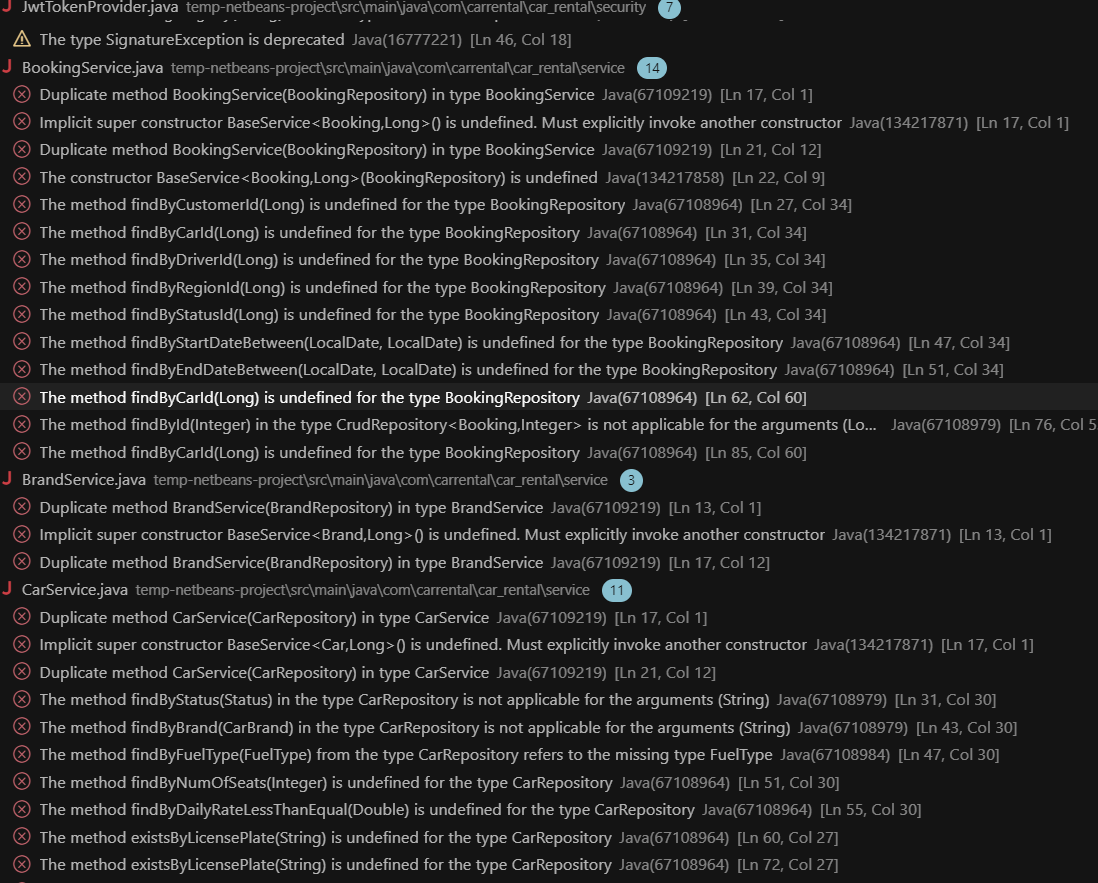 JwtTokenProvider.java temp-netbeans-project\src\main\java\com\carrental\car_rental\security 7
The type SignatureException is deprecated Java(16777221) [Ln 46, Col 18]
BookingService.java temp-netbeans-project\src\main\java\com\carrental\car_rental\service 14
Duplicate method BookingService(BookingRepository) in type BookingService Java(67109219) [Ln 17, Col 1]
Implicit super constructor BaseService<Booking,Long>() is undefined. Must explicitly invoke another constructor Java(134217871) [Ln 17, Col 1]
Duplicate method BookingService(BookingRepository) in type BookingService Java(67109219) [Ln 21, Col 12]
The constructor BaseService<Booking,Long>(BookingRepository) is undefined Java(134217858) [Ln 22, Col 9]
The method findByCustomerId(Long) is undefined for the type BookingRepository Java(67108964) [Ln 27, Col 34]
The method findByCarId(Long) is undefined for the type BookingRepository Java(67108964) [Ln 31, Col 34]
The method findByDriverId(Long) is undefined for the type BookingRepository Java(67108964) [Ln 35, Col 34]
The method findByRegionId(Long) is undefined for the type BookingRepository Java(67108964) [Ln 39, Col 34]
The method findByStatusId(Long) is undefined for the type BookingRepository Java(67108964) [Ln 43, Col 34]
The method findByStartDateBetween(LocalDate, LocalDate) is undefined for the type BookingRepository Java(67108964) [Ln 47, Col 34]
The method findByEndDateBetween(LocalDate, LocalDate) is undefined for the type BookingRepository Java(67108964) [Ln 51, Col 34]
The method findByCarId(Long) is undefined for the type BookingRepository Java(67108964) [Ln 62, Col 60]
The method findById(Integer) in the type CrudRepository<Booking,Integer> is not applicable for the arguments (Lo... Java(67108979) [Ln 76, Col 5
The method findByCarId(Long) is undefined for the type BookingRepository Java(67108964) [Ln 85, Col 60]
BrandService.java temp-netbeans-project\src\main\java\com\carrental\car_rental\service 3
Duplicate method BrandService(BrandRepository) in type BrandService Java(67109219) [Ln 13, Col 1]
Implicit super constructor BaseService<Brand,Long>() is undefined. Must explicitly invoke another constructor Java(134217871) [Ln 13, Col 1]
Duplicate method BrandService(BrandRepository) in type BrandService Java(67109219) [Ln 17, Col 12]
CarService.java temp-netbeans-project\src\main\java\com\carrental\car_rental\service 11
Duplicate method CarService(CarRepository) in type CarService Java(67109219) [Ln 17, Col 1]
Implicit super constructor BaseService<Car,Long>() is undefined. Must explicitly invoke another constructor Java(134217871) [Ln 17, Col 1]
Duplicate method CarService(CarRepository) in type CarService Java(67109219) [Ln 21, Col 12]
The method findByStatus(Status) in the type CarRepository is not applicable for the arguments (String) Java(67108979) [Ln 31, Col 30]
The method findByBrand(CarBrand) in the type CarRepository is not applicable for the arguments (String) Java(67108979) [Ln 43, Col 30]
The method findByFuelType(FuelType) from the type CarRepository refers to the missing type FuelType Java(67108984) [Ln 47, Col 30]
The method findByNumOfSeats(Integer) is undefined for the type CarRepository Java(67108964) [Ln 51, Col 30]
The method findByDailyRateLessThanEqual(Double) is undefined for the type CarRepository Java(67108964) [Ln 55, Col 30]
The method existsByLicensePlate(String) is undefined for the type CarRepository Java(67108964) [Ln 60, Col 27]
The method existsByLicensePlate(String) is undefined for the type CarRepository Java(67108964) [Ln 72, Col 27]